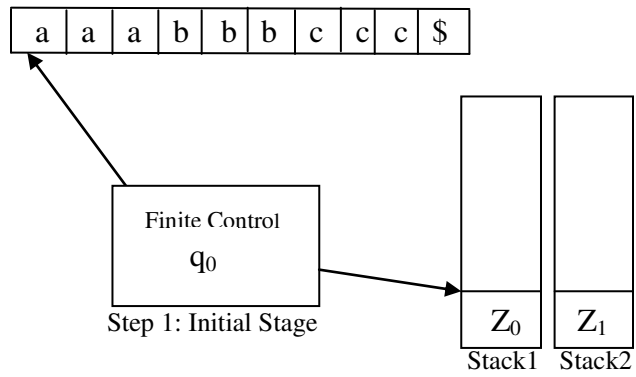 a a a b b b c c c $
Finite Control
q₀
Step 1: Initial Stage
Z₀ Z₁
Stack1 Stack2